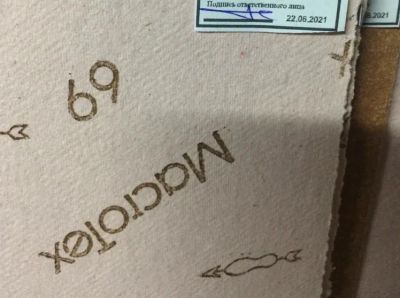 Подпись ответственного лица
22.06.2021
69
MacroTex